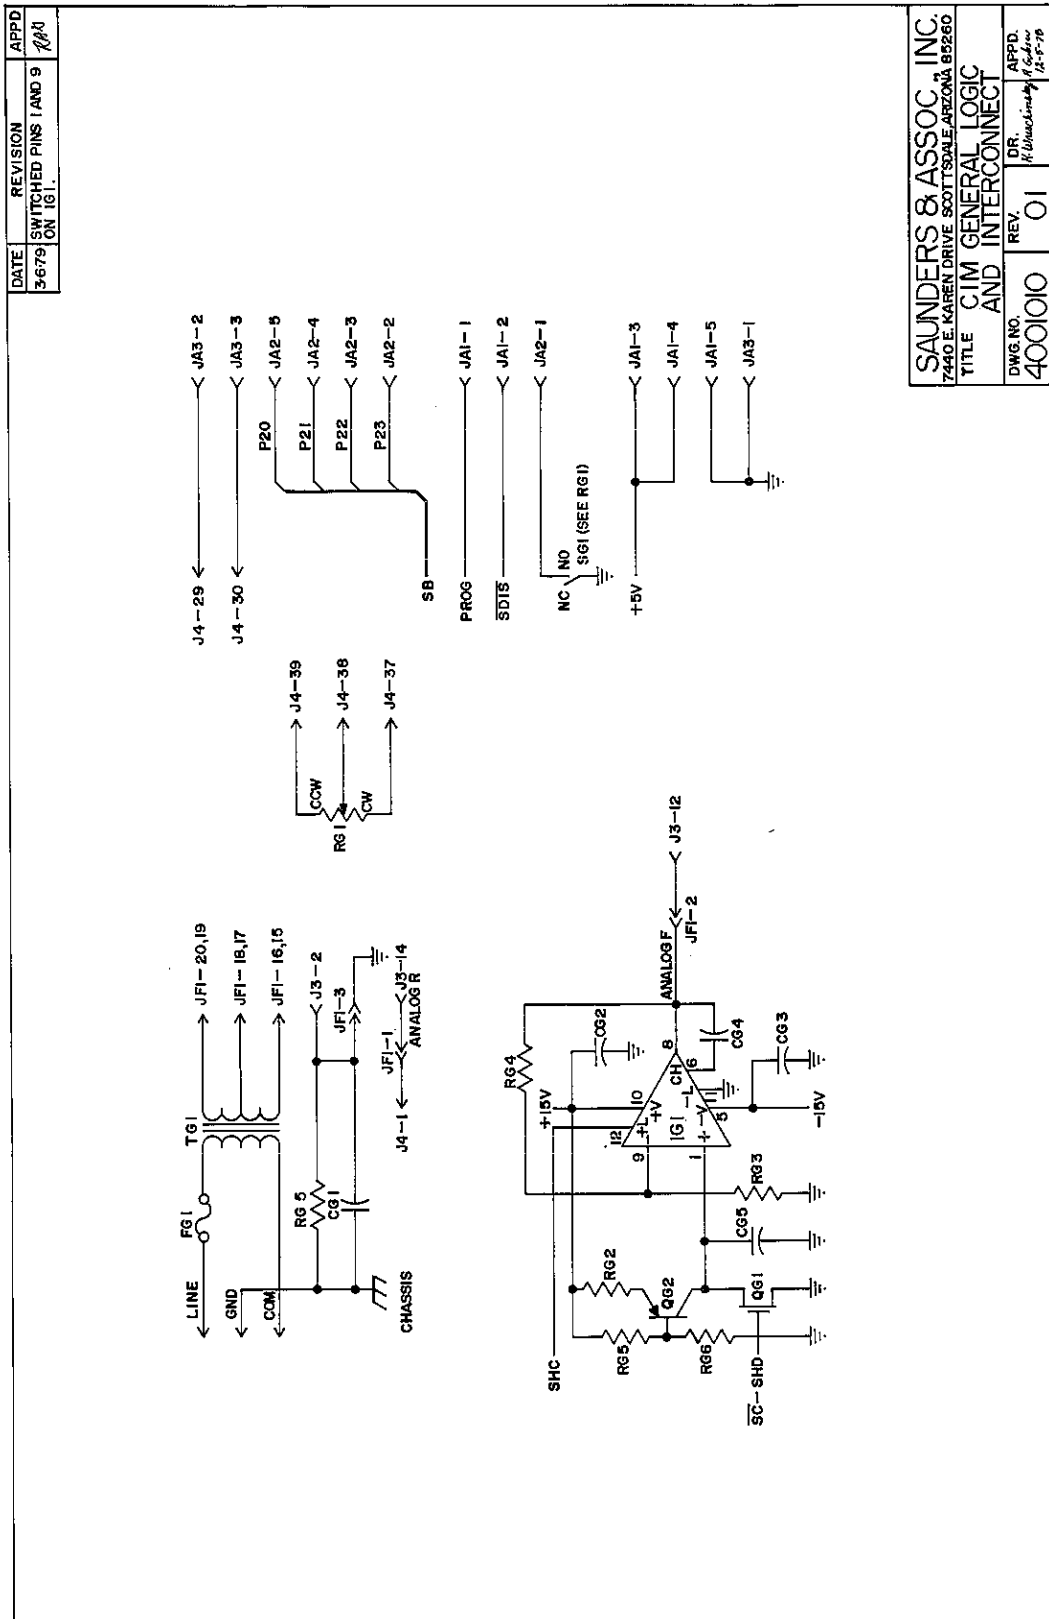 DATE REVISION APPD
3-6-79 SWITCHED PINS 1 AND 9
ON IG1.
LINE
FG1
TG1
JF1-20,19
JF1-18,17
JF1-16,15
GND
COM
RG5
CG1
CHASSIS
J3-2
JF1-3
J4-1
JF1-1
J3-14
ANALOG R
RG1
CCW
CW
J4-39
J4-38
J4-37
J4-29
JA3-2
J4-30
JA3-3
P20
JA2-5
P21
JA2-4
P22
JA2-3
P23
JA2-2
SB
PROG
JA1-1
SDIS
JA1-2
JA2-1
NC NO
SG1 (SEE RG1)
+5V
JA1-3
JA1-4
JA1-5
JA3-1
SHC
+15V
RG4
CG2
RG5
RG2
QG2
RG6
SC-SHD
QG1
CG5
RG3
12
10
+L
+V
9
IG1
CH
8
-
+
-L
-V
6
1
11
5
CG4
CG3
-15V
ANALOG F
JF1-2
J3-12
SAUNDERS & ASSOC., INC.
7440 E. KAREN DRIVE SCOTTSDALE, ARIZONA 85260
TITLE CIM GENERAL LOGIC
AND INTERCONNECT
DWG. NO. REV. DR. APPD.
4001010 01
12-5-78